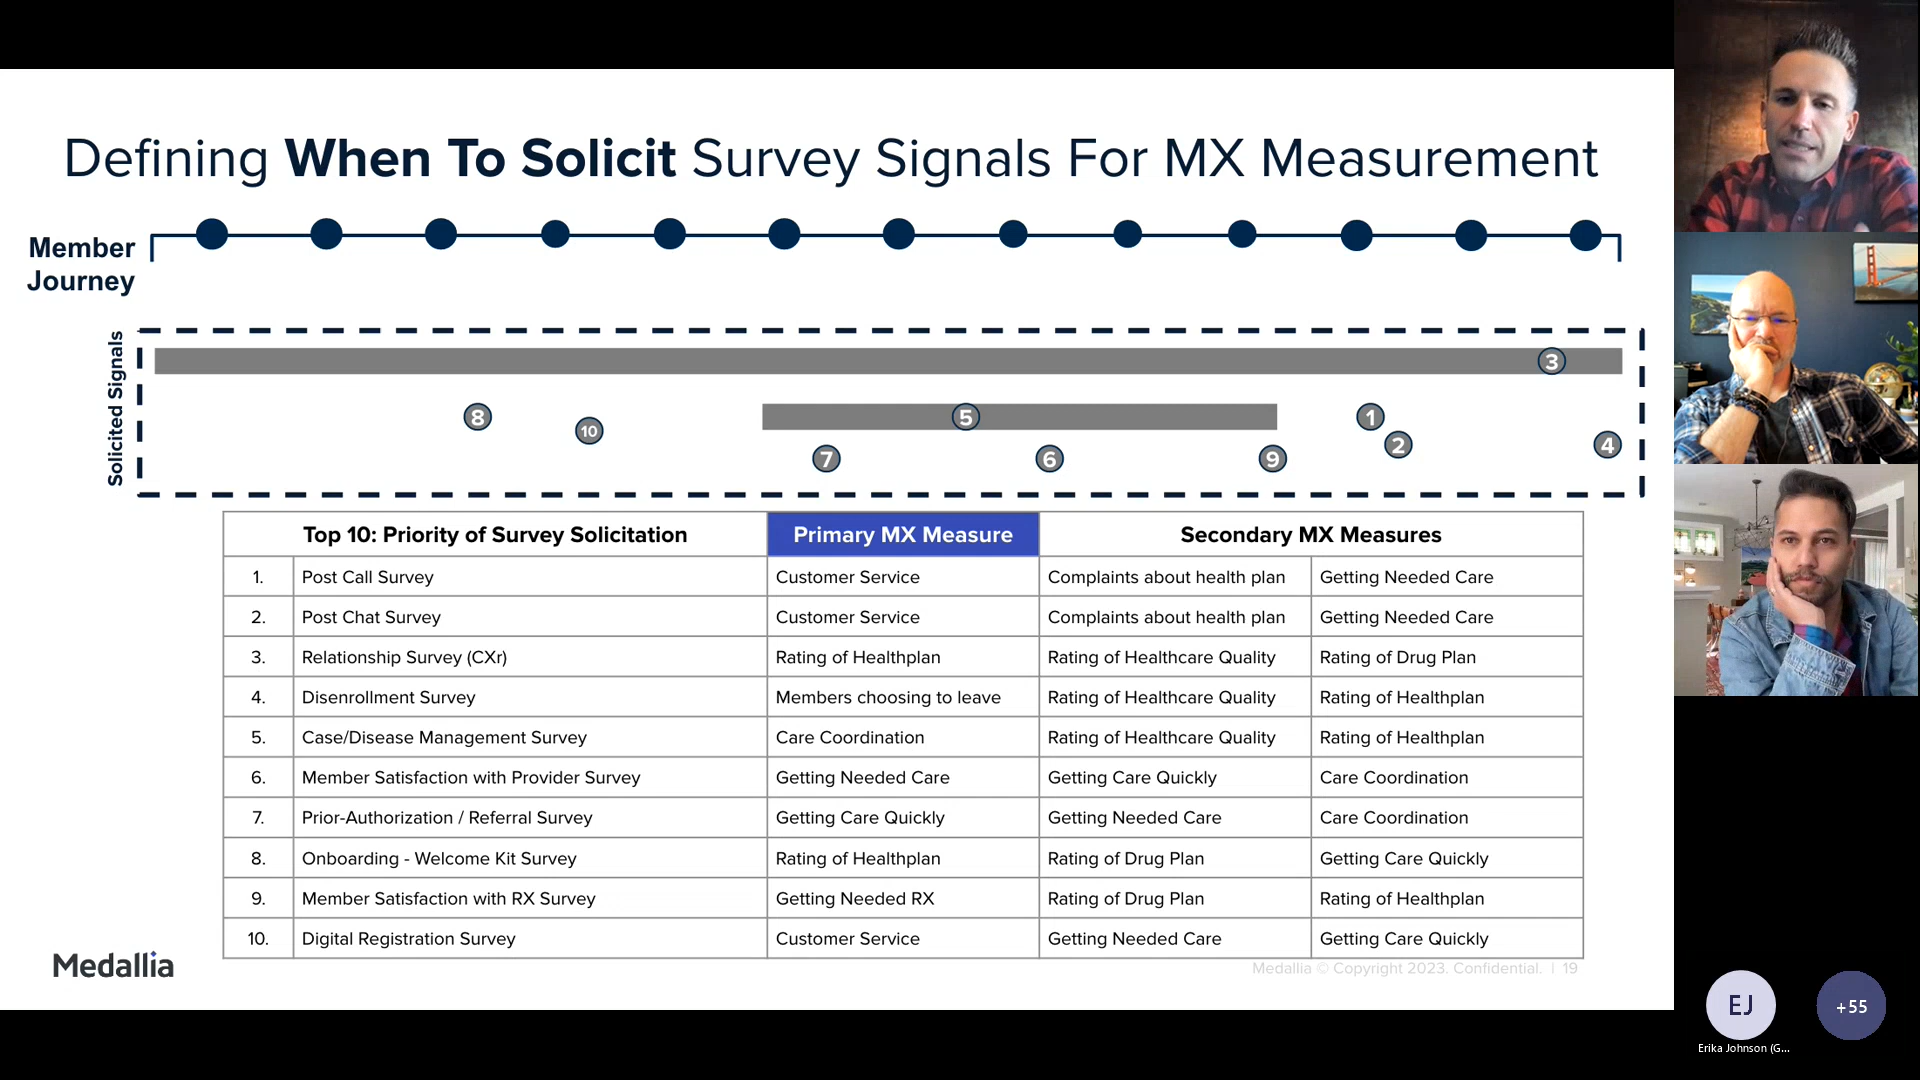 Defining When To Solicit Survey Signals For MX Measurement
Member
Journey
Solicited Signals
3
8
10
5
1
2
4
7
6
9
Top 10: Priority of Survey Solicitation Primary MX Measure Secondary MX Measures
1. Post Call Survey Customer Service Complaints about health plan Getting Needed Care
2. Post Chat Survey Customer Service Complaints about health plan Getting Needed Care
3. Relationship Survey (CXr) Rating of Healthplan Rating of Healthcare Quality Rating of Drug Plan
4. Disenrollment Survey Members choosing to leave Rating of Healthcare Quality Rating of Healthplan
5. Case/Disease Management Survey Care Coordination Rating of Healthcare Quality Rating of Healthplan
6. Member Satisfaction with Provider Survey Getting Needed Care Getting Care Quickly Care Coordination
7. Prior-Authorization / Referral Survey Getting Care Quickly Getting Needed Care Care Coordination
8. Onboarding - Welcome Kit Survey Rating of Healthplan Rating of Drug Plan Getting Care Quickly
9. Member Satisfaction with RX Survey Getting Needed RX Rating of Drug Plan Rating of Healthplan
10. Digital Registration Survey Customer Service Getting Needed Care Getting Care Quickly
Medallia
Medallia © Copyright 2023. Confidential. | 19
EJ
+55
Erika Johnson (G...